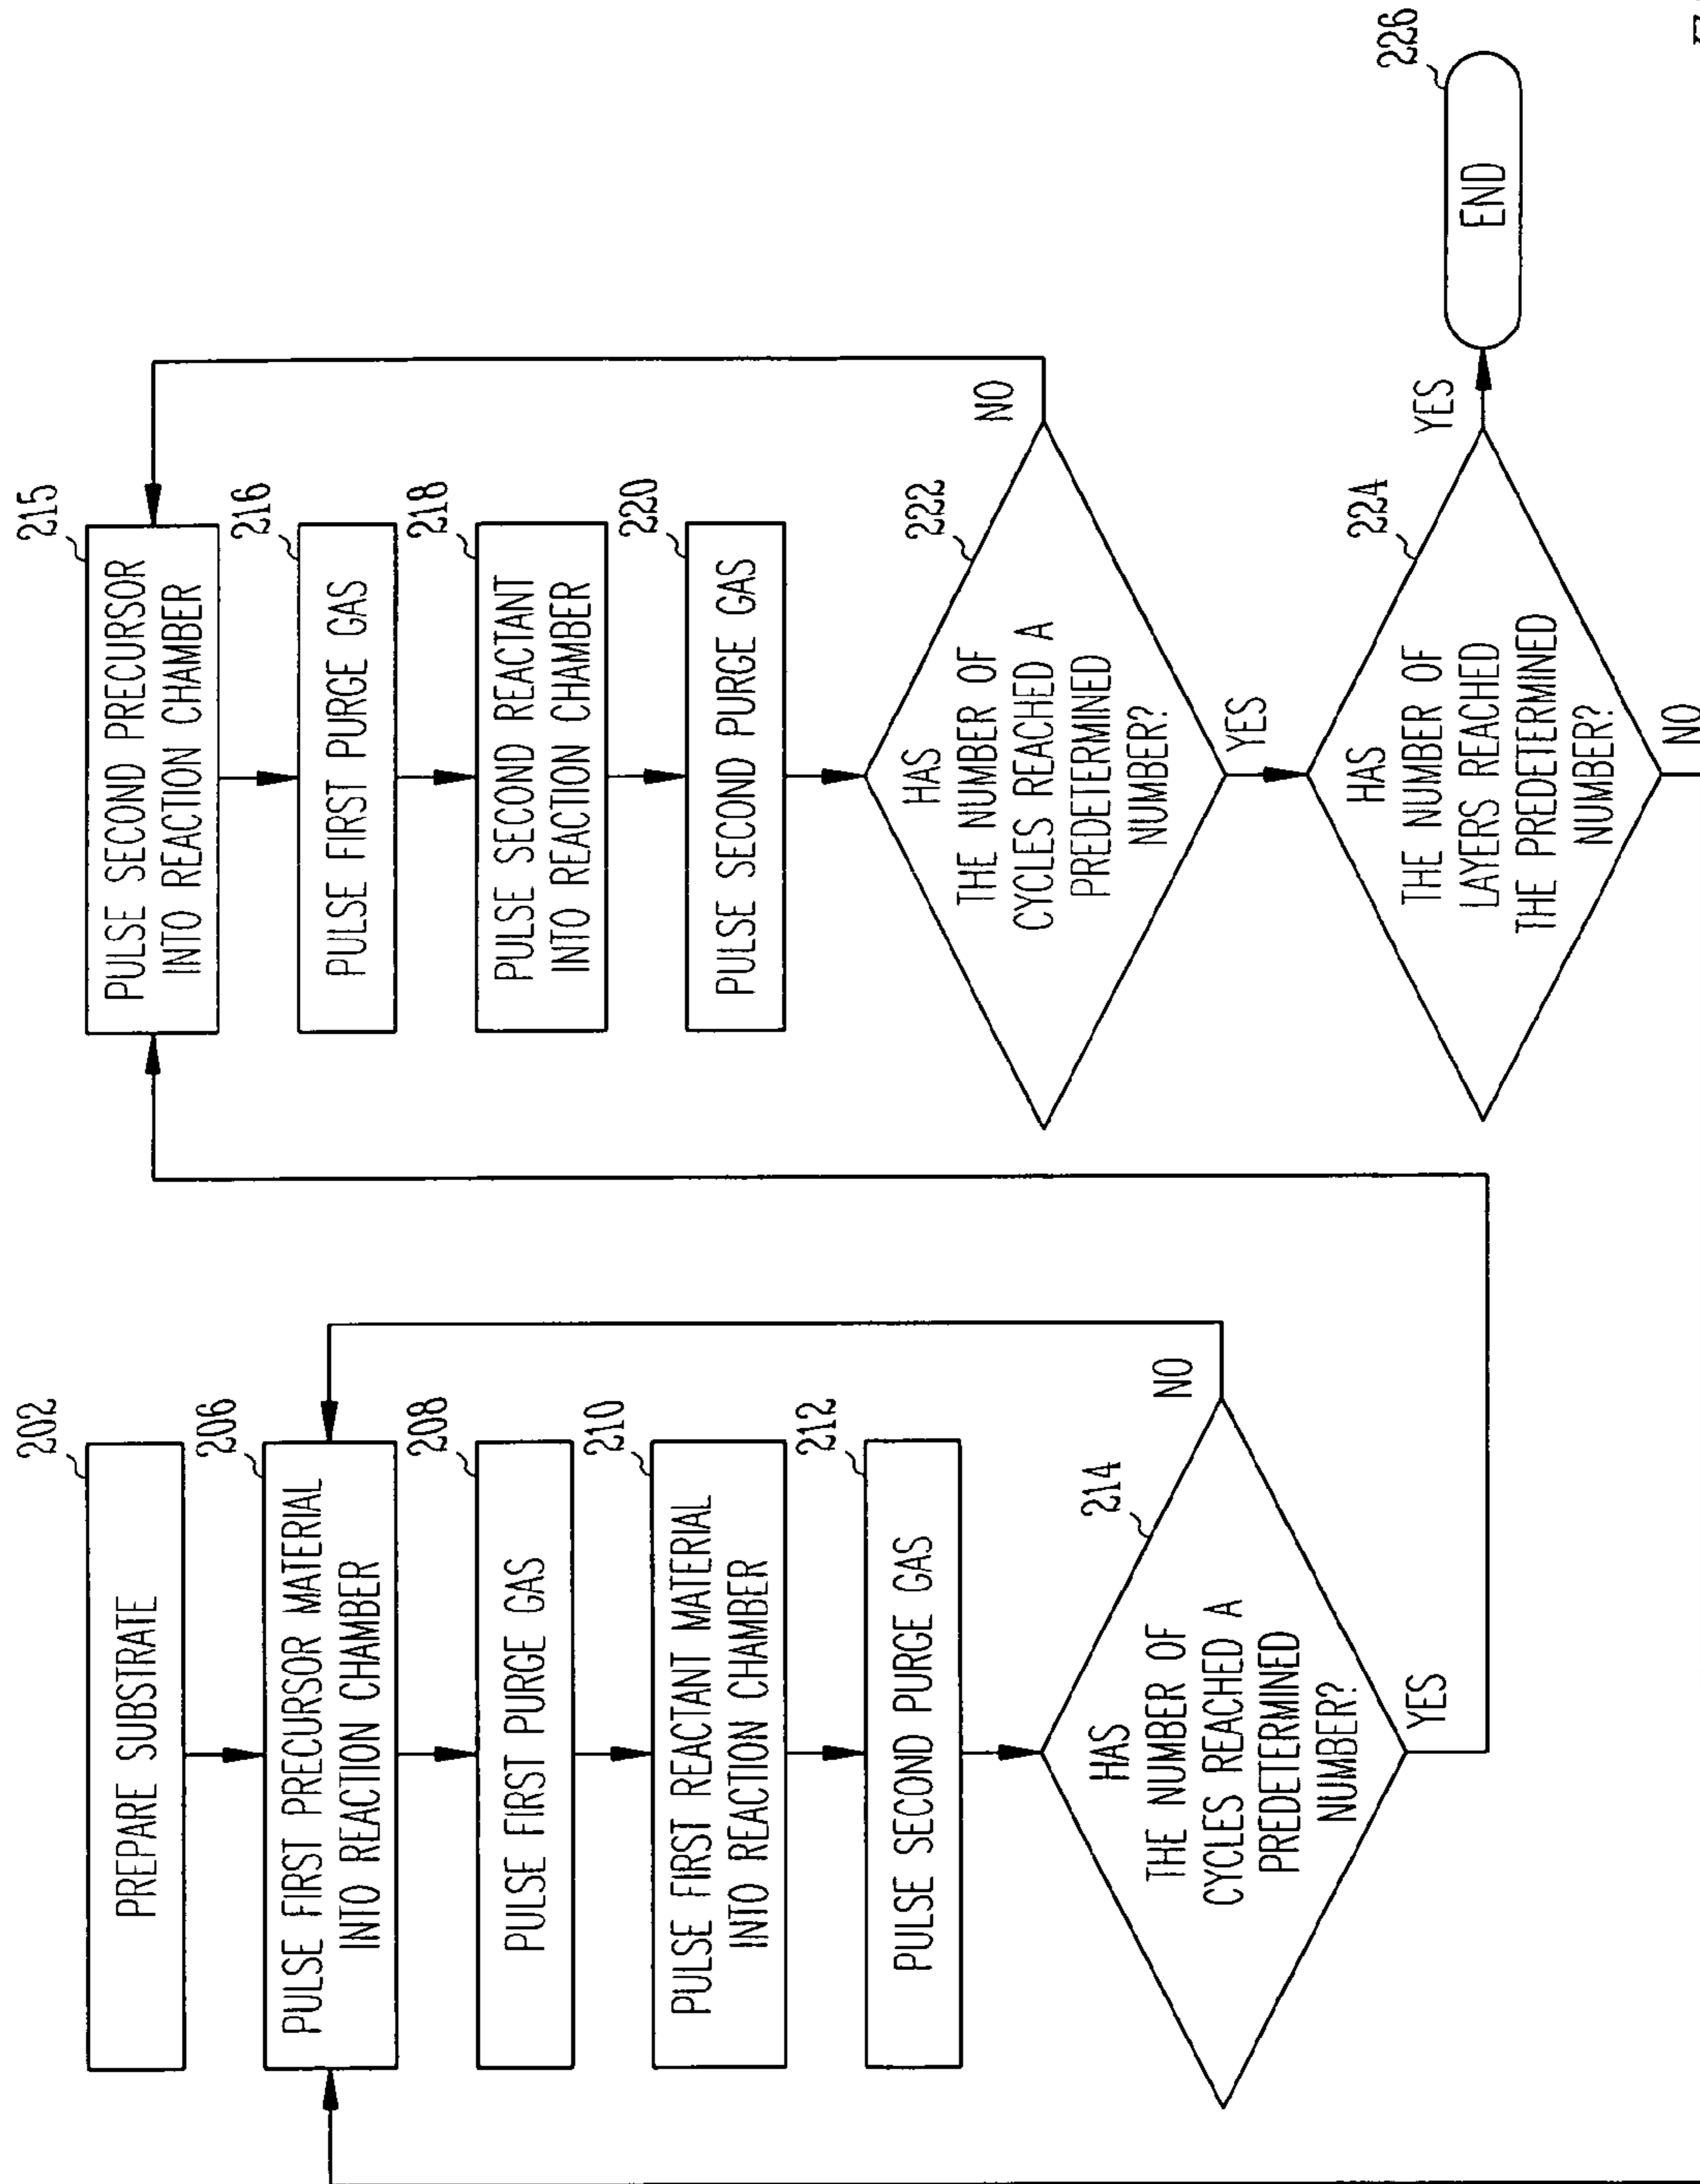 202
PREPARE SUBSTRATE
206
PULSE FIRST PRECURSOR MATERIAL
INTO REACTION CHAMBER
208
PULSE FIRST PURGE GAS
210
PULSE FIRST REACTANT MATERIAL
INTO REACTION CHAMBER
212
PULSE SECOND PURGE GAS
214
HAS
THE NUMBER OF
CYCLES REACHED A
PREDETERMINED
NUMBER?
NO
YES
215
PULSE SECOND PRECURSOR
INTO REACTION CHAMBER
216
PULSE FIRST PURGE GAS
218
PULSE SECOND REACTANT
INTO REACTION CHAMBER
220
PULSE SECOND PURGE GAS
222
HAS
THE NUMBER OF
CYCLES REACHED A
PREDETERMINED
NUMBER?
NO
YES
224
HAS
THE NUMBER OF
LAYERS REACHED
THE PREDETERMINED
NUMBER?
YES
NO
226
END